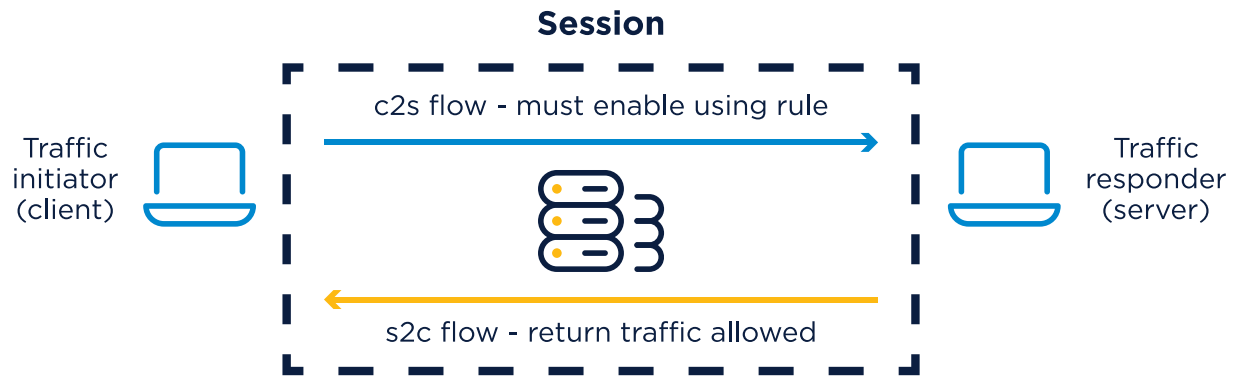 Session
c2s flow - must enable using rule
Traffic
initiator
(client)
Traffic
responder
(server)
s2c flow - return traffic allowed